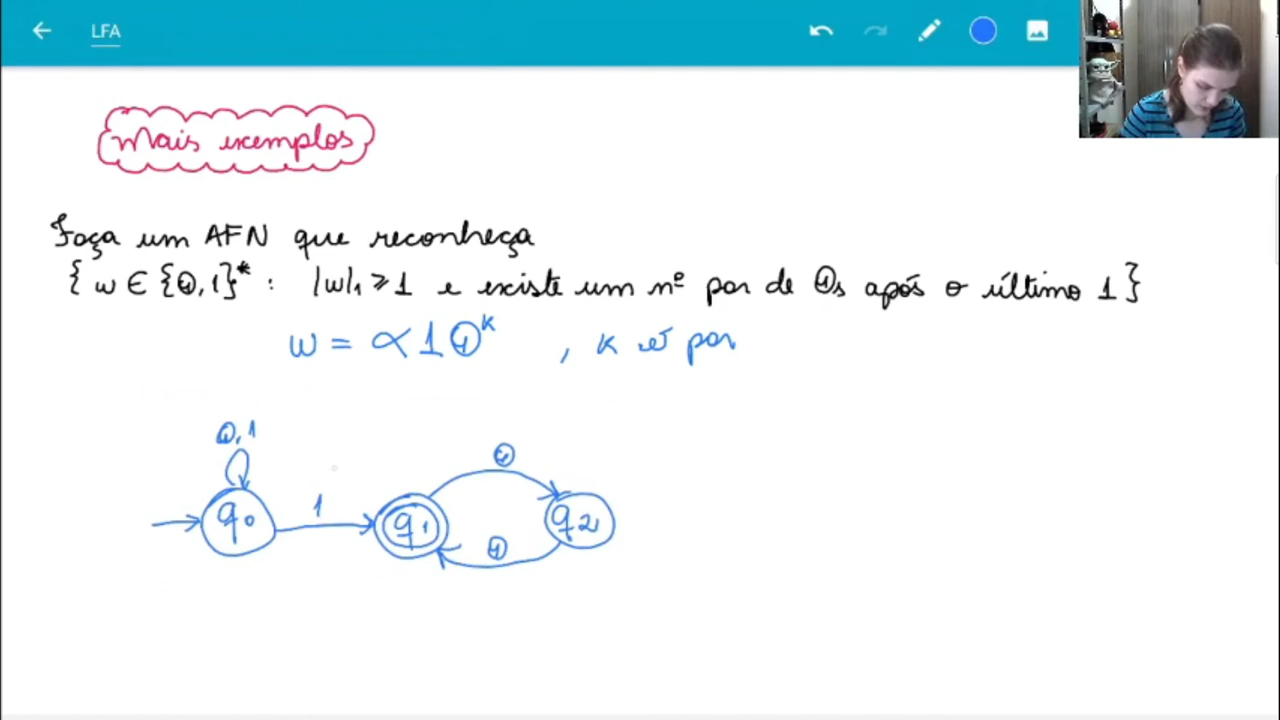 LFA
Mais exemplos
Faça um AFN que reconheça
{ w ∈ {0,1}* : |w|₁ ⩾ 1 e existe um nº par de 0s após o último 1 }
w = α 1 0ᵏ , k é par
0,1
0
1
q₀
q₁
q₂
0